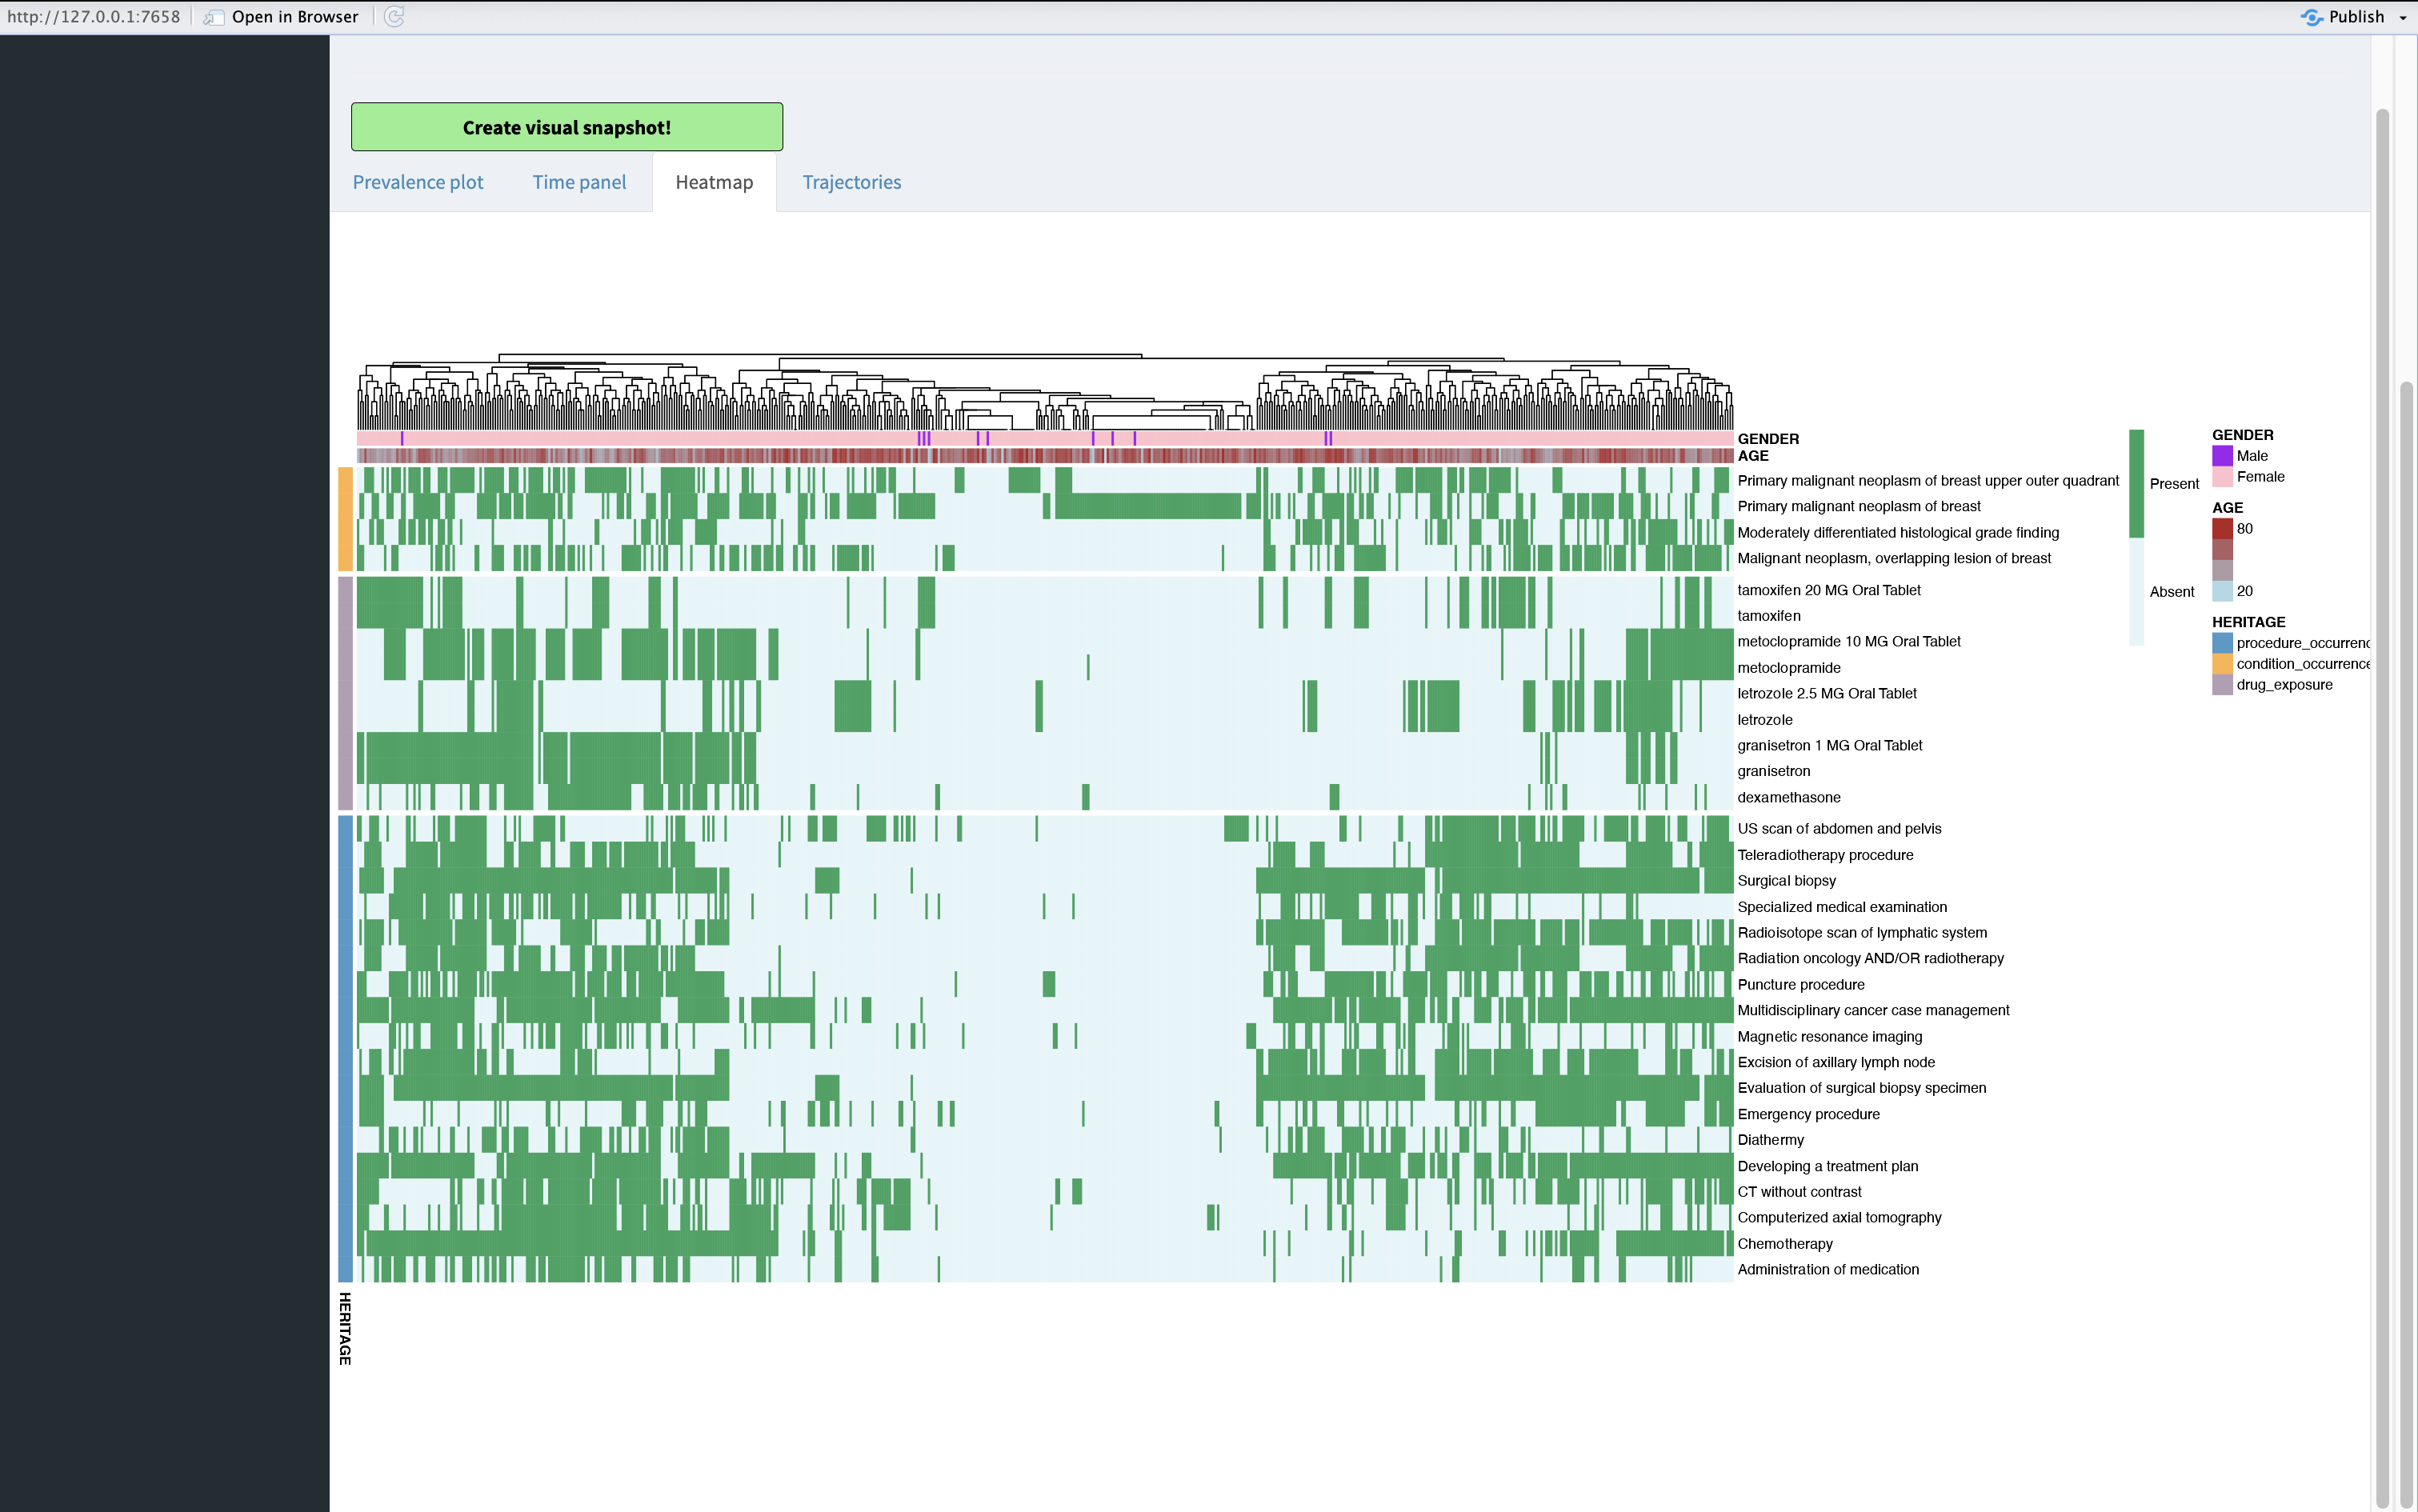 http://127.0.0.1:7658 Open in Browser Publish
Create visual snapshot!
Prevalence plot Time panel Heatmap Trajectories
GENDER
AGE
Primary malignant neoplasm of breast upper outer quadrant
Primary malignant neoplasm of breast
Moderately differentiated histological grade finding
Malignant neoplasm, overlapping lesion of breast
tamoxifen 20 MG Oral Tablet
tamoxifen
metoclopramide 10 MG Oral Tablet
metoclopramide
letrozole 2.5 MG Oral Tablet
letrozole
granisetron 1 MG Oral Tablet
granisetron
dexamethasone
US scan of abdomen and pelvis
Teleradiotherapy procedure
Surgical biopsy
Specialized medical examination
Radioisotope scan of lymphatic system
Radiation oncology AND/OR radiotherapy
Puncture procedure
Multidisciplinary cancer case management
Magnetic resonance imaging
Excision of axillary lymph node
Evaluation of surgical biopsy specimen
Emergency procedure
Diathermy
Developing a treatment plan
CT without contrast
Computerized axial tomography
Chemotherapy
Administration of medication
HERITAGE
Present
Absent
GENDER
Male
Female
AGE
80
20
HERITAGE
procedure_occurrenc
condition_occurrence
drug_exposure